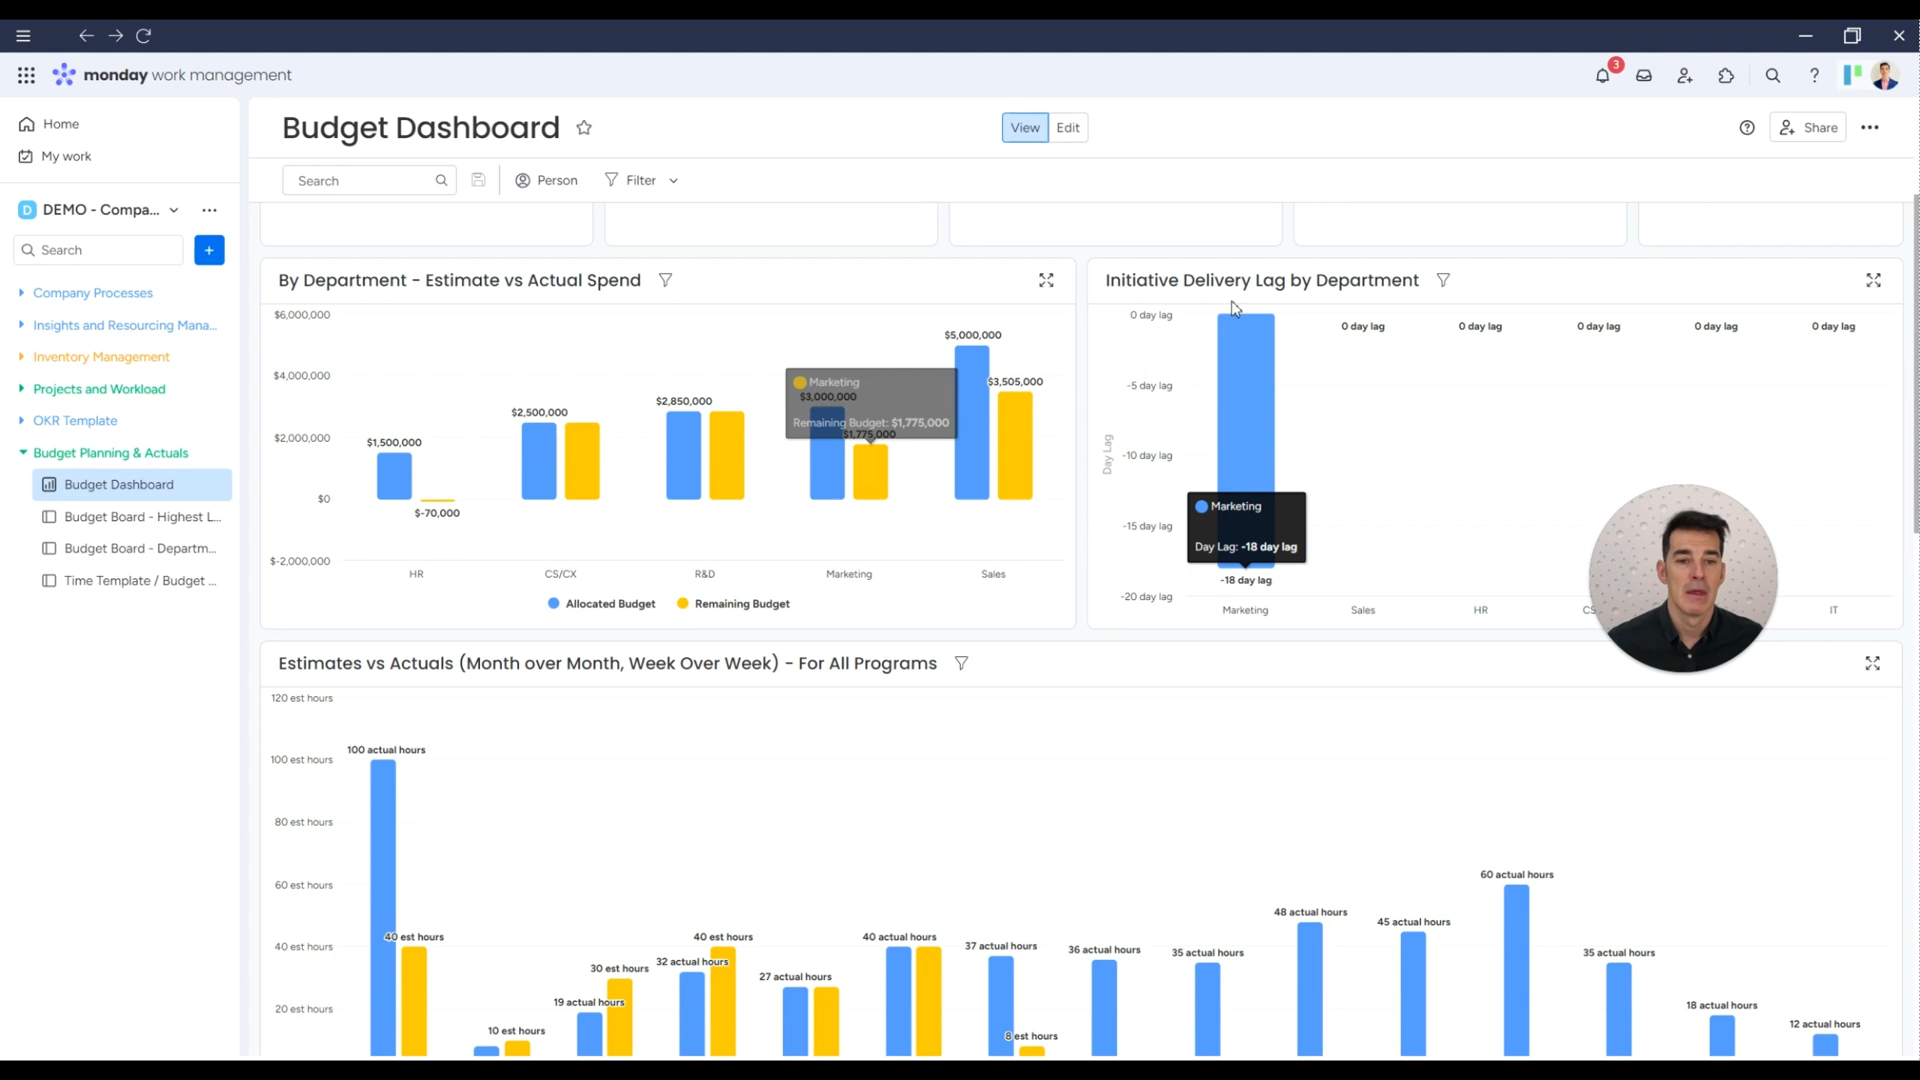 monday work management
3
Home
My work
D DEMO - Compa...
Search
+
Company Processes
Insights and Resourcing Mana...
Inventory Management
Projects and Workload
OKR Template
Budget Planning & Actuals
Budget Dashboard
Budget Board - Highest L...
Budget Board - Departm...
Time Template / Budget ...
Budget Dashboard
View Edit
Share
Search
Person
Filter
By Department - Estimate vs Actual Spend
$6,000,000
$4,000,000
$2,000,000
$0
$-2,000,000
$1,500,000
$-70,000
$2,500,000
$2,850,000
Marketing
$3,000,000
Remaining Budget: $1,775,000
$1,775,000
$5,000,000
$3,505,000
HR CS/CX R&D Marketing Sales
Allocated Budget Remaining Budget
Initiative Delivery Lag by Department
Day Lag
0 day lag
-5 day lag
-10 day lag
-15 day lag
-20 day lag
0 day lag 0 day lag 0 day lag 0 day lag 0 day lag
Marketing
Day Lag: -18 day lag
-18 day lag
Marketing Sales HR CS IT
Estimates vs Actuals (Month over Month, Week Over Week) - For All Programs
120 est hours
100 est hours
80 est hours
60 est hours
40 est hours
20 est hours
100 actual hours
40 est hours
10 est hours
19 actual hours
30 est hours
32 actual hours
40 est hours
27 actual hours
40 actual hours
37 actual hours
8 est hours
36 actual hours
35 actual hours
48 actual hours
45 actual hours
60 actual hours
35 actual hours
18 actual hours
12 actual hours